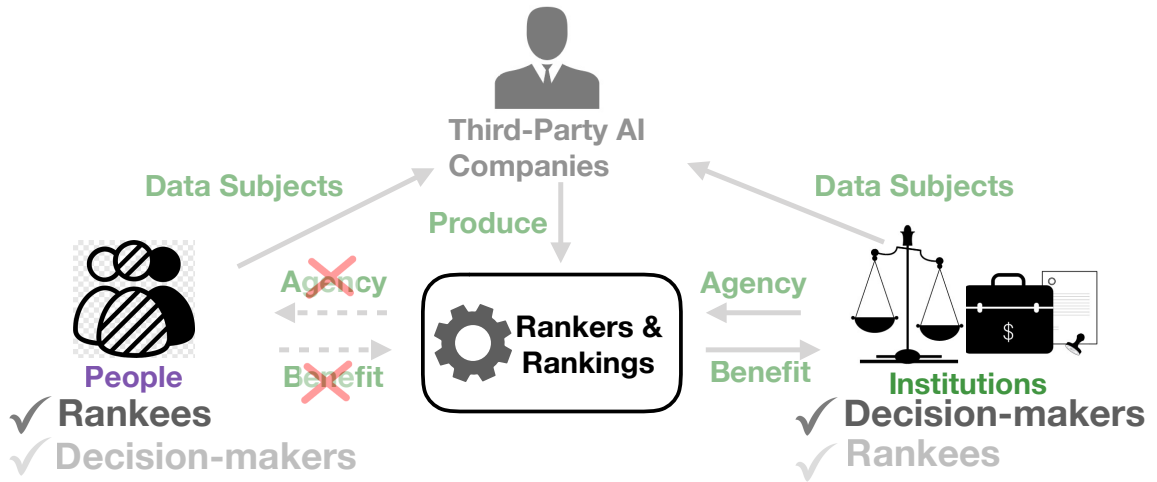 Third-Party AI
Companies
Data Subjects
Data Subjects
Produce
Agency
Agency
Rankers &
Rankings
$
Benefit
Benefit
People
Institutions
Rankees
Decision-makers
Decision-makers
Rankees